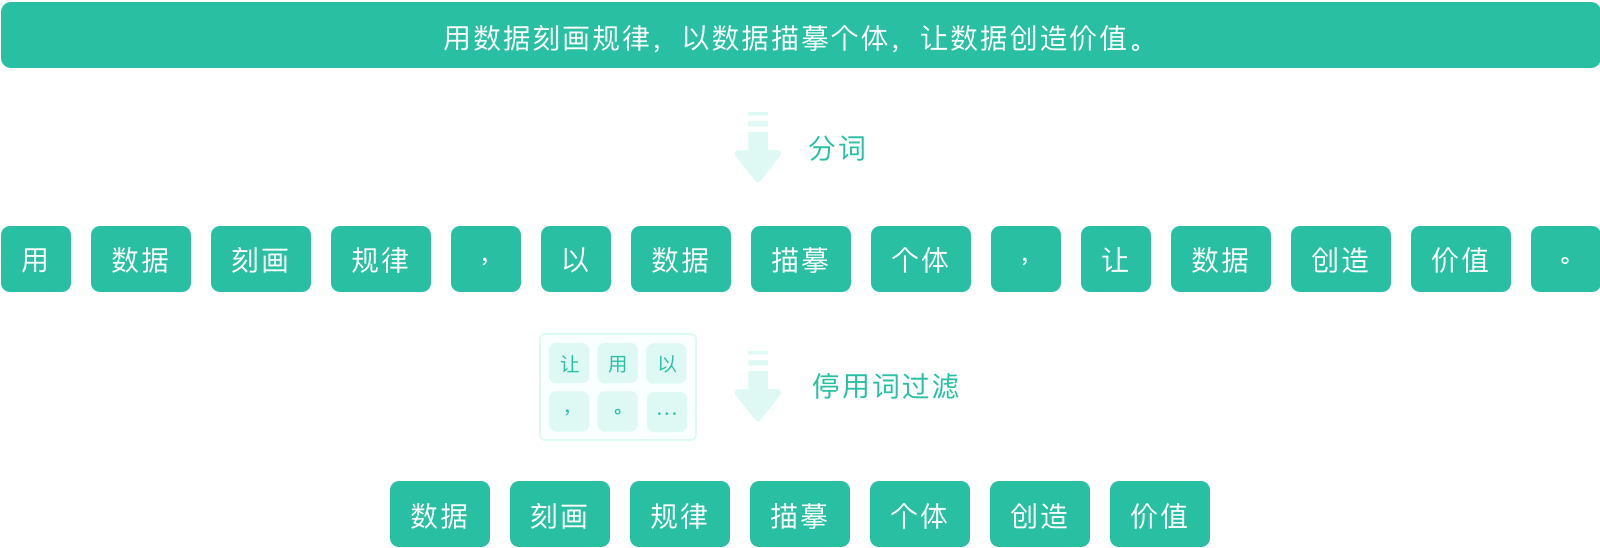 用数据刻画规律，以数据描摹个体，让数据创造价值。
分词
用 数据 刻画 规律 ， 以 数据 描摹 个体 ， 让 数据 创造 价值 。
让 用 以
， 。 …
停用词过滤
数据 刻画 规律 描摹 个体 创造 价值